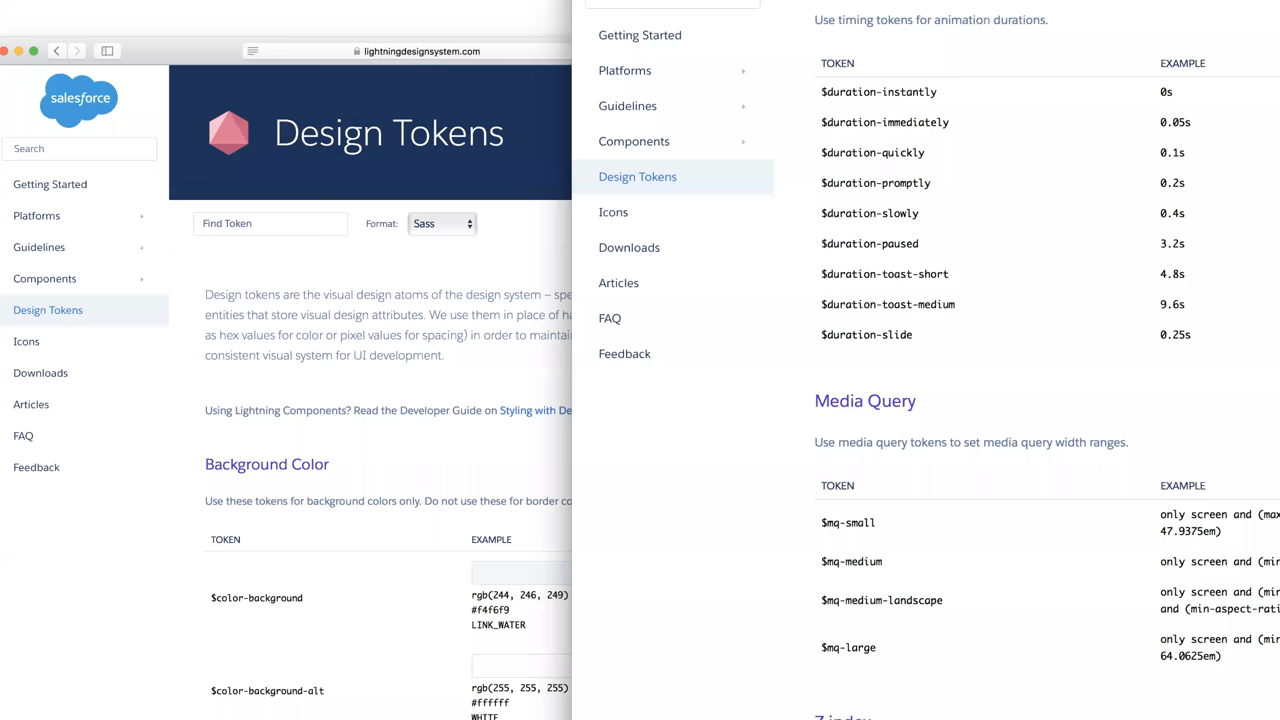 lightningdesignsystem.com
salesforce
Search
Getting Started
Platforms
Guidelines
Components
Design Tokens
Icons
Downloads
Articles
FAQ
Feedback
Design Tokens
Find Token
Format:
Sass
Design tokens are the visual design atoms of the design system – spe
entities that store visual design attributes. We use them in place of ha
as hex values for color or pixel values for spacing) in order to maintai
consistent visual system for UI development.
Using Lightning Components? Read the Developer Guide on Styling with De
Background Color
Use these tokens for background colors only. Do not use these for border co
TOKEN EXAMPLE
$color-background
rgb(244, 246, 249)
#f4f6f9
LINK_WATER
$color-background-alt
rgb(255, 255, 255)
#ffffff
WHITE
Getting Started
Platforms
Guidelines
Components
Design Tokens
Icons
Downloads
Articles
FAQ
Feedback
Use timing tokens for animation durations.
TOKEN EXAMPLE
$duration-instantly 0s
$duration-immediately 0.05s
$duration-quickly 0.1s
$duration-promptly 0.2s
$duration-slowly 0.4s
$duration-paused 3.2s
$duration-toast-short 4.8s
$duration-toast-medium 9.6s
$duration-slide 0.25s
Media Query
Use media query tokens to set media query width ranges.
TOKEN EXAMPLE
$mq-small
only screen and (max
47.9375em)
$mq-medium only screen and (min
$mq-medium-landscape
only screen and (min
and (min-aspect-rati
$mq-large
only screen and (min
64.0625em)
Z index